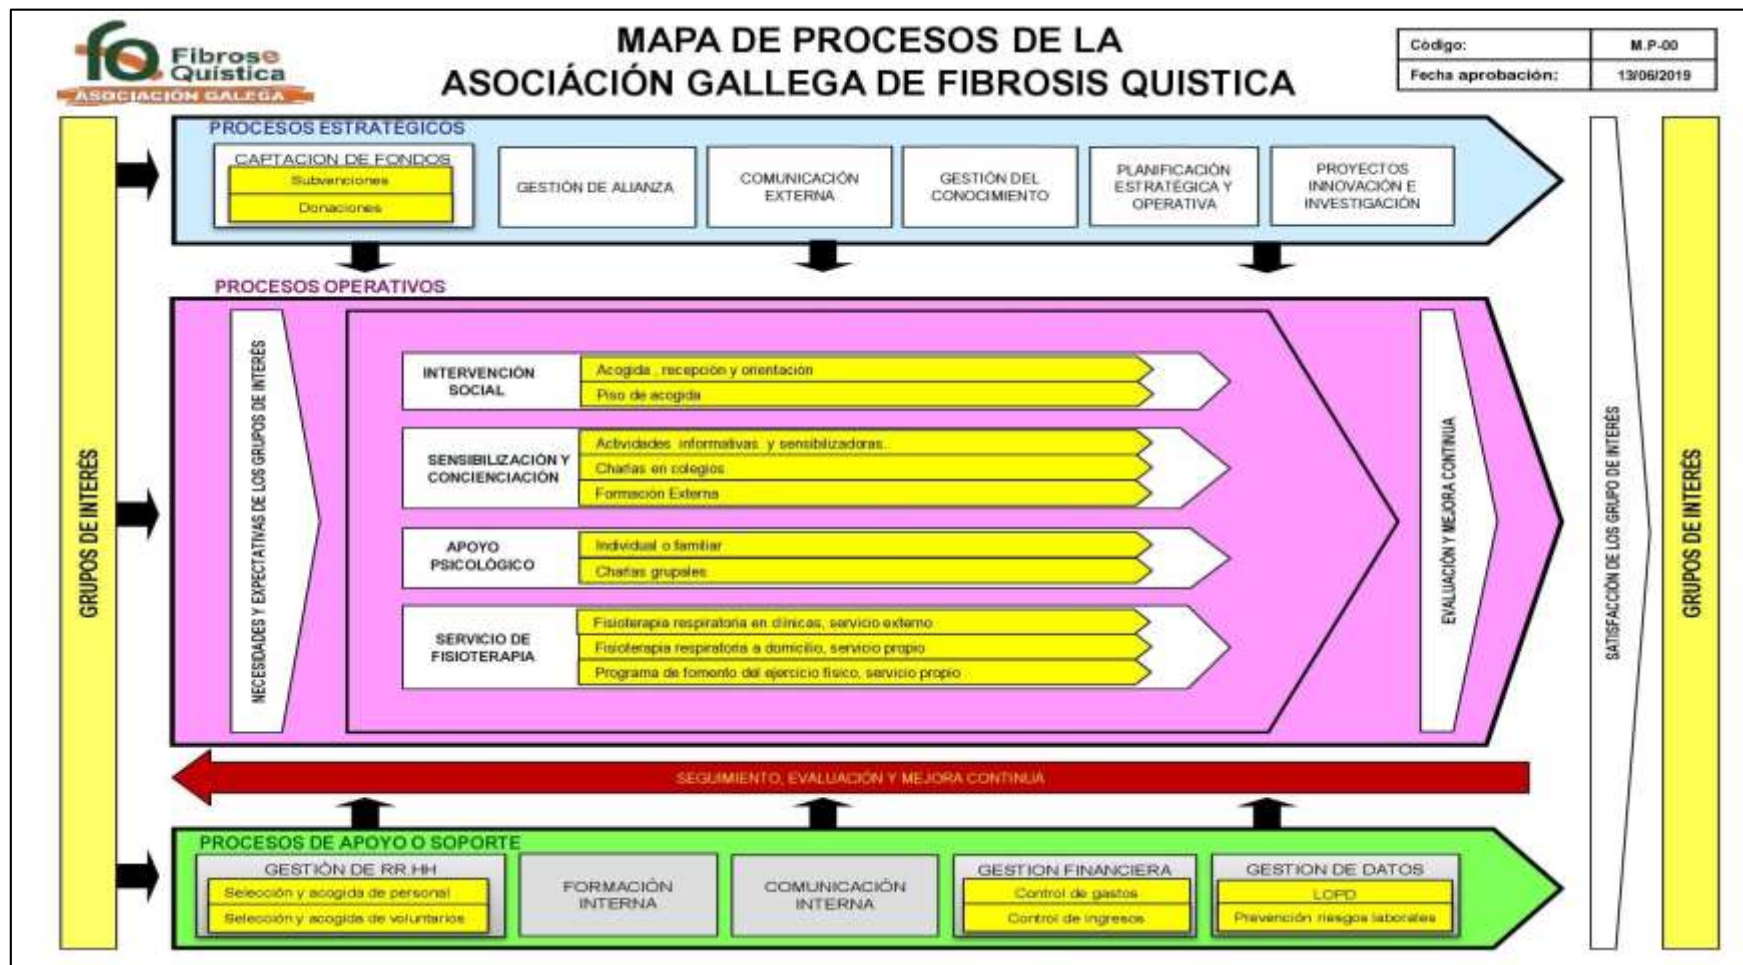 Fibrose
Quística
ASOCIACIÓN GALEGA
MAPA DE PROCESOS DE LA
ASOCIÁCIÓN GALLEGA DE FIBROSIS QUISTICA
Código: M.P-00
Fecha aprobación: 13/06/2019
GRUPOS DE INTERÉS
PROCESOS ESTRATÉGICOS
CAPTACION DE FONDOS
Subvenciones
Donaciones
GESTIÓN DE ALIANZA
COMUNICACIÓN
EXTERNA
GESTIÓN DEL
CONOCIMIENTO
PLANIFICACIÓN
ESTRATÉGICA Y
OPERATIVA
PROYECTOS
INNOVACIÓN E
INVESTIGACIÓN
PROCESOS OPERATIVOS
NECESIDADES Y EXPECTATIVAS DE LOS GRUPOS DE INTERÉS
INTERVENCIÓN
SOCIAL
Acogida , recepción y orientación
Piso de acogida
SENSIBILIZACIÓN Y
CONCIENCIACIÓN
Actividades informativas y sensibilizadoras.
Charlas en colegios
Formación Externa
APOYO
PSICOLÓGICO
Individual o familiar
Charlas grupales
SERVICIO DE
FISIOTERAPIA
Fisioterapia respiratoria en clínicas, servicio externo
Fisioterapia respiratoria a domicilio, servicio propio
Programa de fomento del ejercicio físico, servicio propio
EVALUACIÓN Y MEJORA CONTINUA
SEGUIMIENTO, EVALUACIÓN Y MEJORA CONTINUA
PROCESOS DE APOYO O SOPORTE
GESTIÓN DE RR.HH
Selección y acogida de personal
Selección y acogida de voluntarios
FORMACIÓN
INTERNA
COMUNICACIÓN
INTERNA
GESTION FINANCIERA
Control de gastos
Control de ingresos
GESTION DE DATOS
LOPD
Prevención riesgos laborales
SATISFACCIÓN DE LOS GRUPO DE INTERÉS
GRUPOS DE INTERÉS